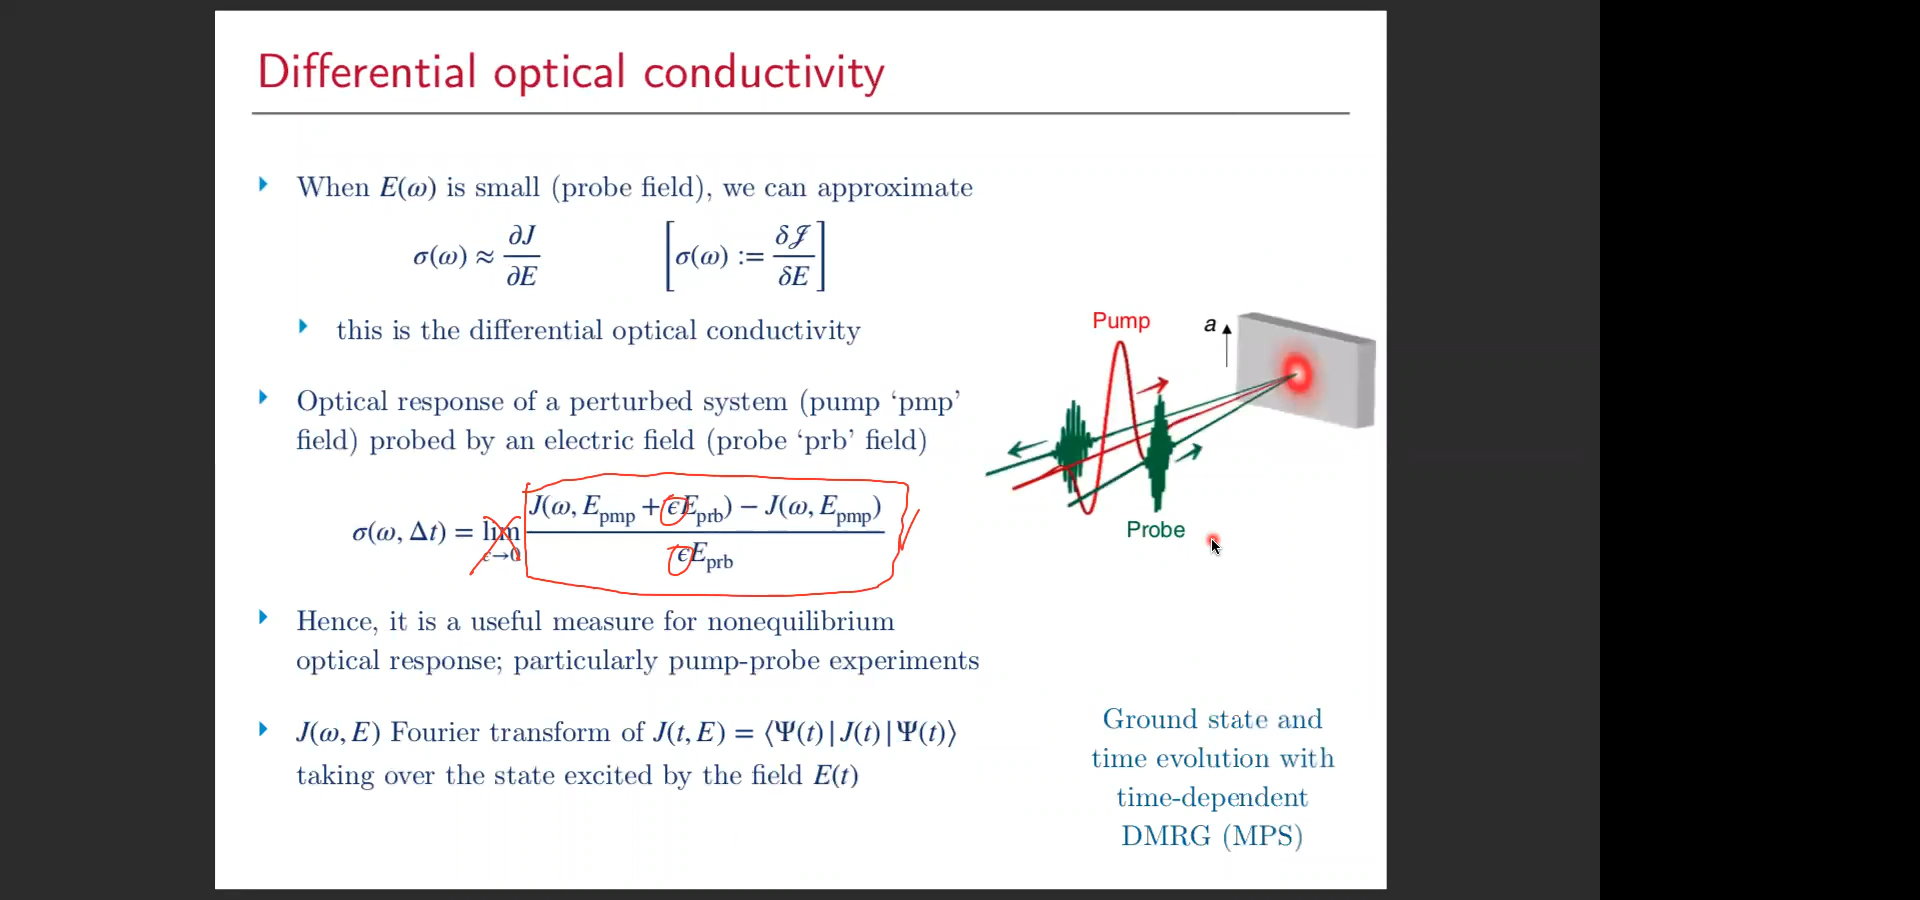 Differential optical conductivity
When E(ω) is small (probe field), we can approximate
σ(ω) ≈ ∂J/∂E [σ(ω) := δ𝒥/δE]
this is the differential optical conductivity
Optical response of a perturbed system (pump ‘pmp’
field) probed by an electric field (probe ‘prb’ field)
σ(ω, Δt) = lim_{ϵ→0} (J(ω, E_pmp + ϵE_prb) − J(ω, E_pmp)) / (ϵE_prb)
Hence, it is a useful measure for nonequilibrium
optical response; particularly pump-probe experiments
J(ω, E) Fourier transform of J(t, E) = ⟨Ψ(t) | J(t) | Ψ(t)⟩
taking over the state excited by the field E(t)
Pump
a
Probe
Ground state and
time evolution with
time-dependent
DMRG (MPS)